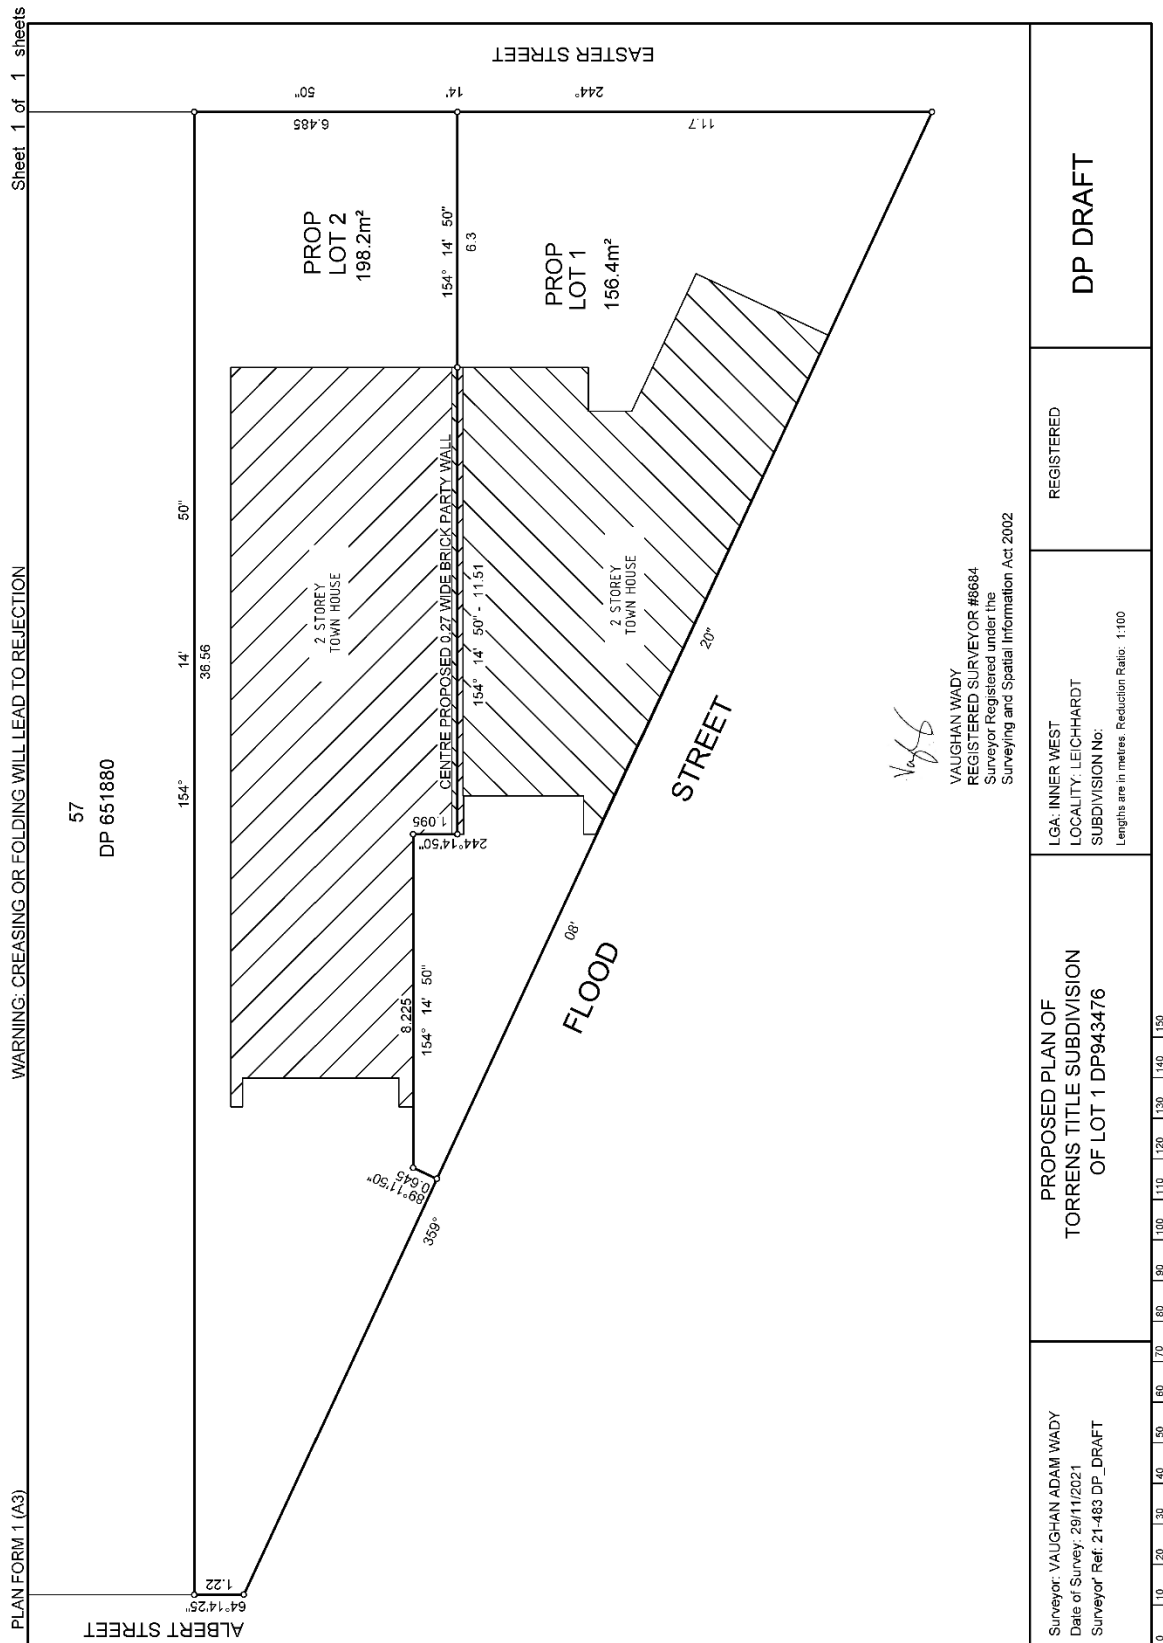 PLAN FORM 1 (A3)
WARNING: CREASING OR FOLDING WILL LEAD TO REJECTION
Sheet 1 of 1 sheets
57
DP 651880
ALBERT STREET
64°14'25"
1.22
154° 14' 50"
36.56
EASTER STREET
244° 14' 50"
6.485
11.7
PROP
LOT 2
198.2m²
2 STOREY
TOWN HOUSE
154° 14' 50"
6.3
CENTRE PROPOSED 0.27 WIDE BRICK PARTY WALL
154° 14' 50" - 11.51
1.095
244°14'50"
8.225
154° 14' 50"
89°11'50"
0.645
PROP
LOT 1
156.4m²
2 STOREY
TOWN HOUSE
359° 08' 20"
FLOOD STREET
VAUGHAN WADY
REGISTERED SURVEYOR #8684
Surveyor Registered under the
Surveying and Spatial Information Act 2002
Surveyor: VAUGHAN ADAM WADY
Date of Survey: 29/11/2021
Surveyor' Ref: 21-483 DP_DRAFT
PROPOSED PLAN OF
TORRENS TITLE SUBDIVISION
OF LOT 1 DP943476
LGA: INNER WEST
LOCALITY: LEICHHARDT
SUBDIVISION No:
Lengths are in metres. Reduction Ratio: 1:100
REGISTERED
DP DRAFT
0 10 20 30 40 50 60 70 80 90 100 110 120 130 140 150